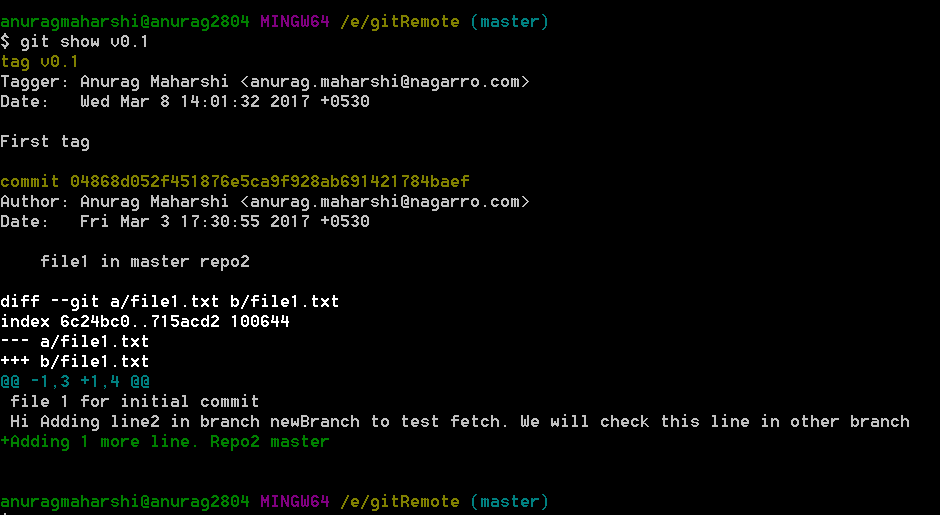 anuragmaharshi@anurag2804 MINGW64 /e/gitRemote (master)
$ git show v0.1
tag v0.1
Tagger: Anurag Maharshi <anurag.maharshi@nagarro.com>
Date:   Wed Mar 8 14:01:32 2017 +0530

First tag

commit 04868d052f451876e5ca9f928ab691421784baef
Author: Anurag Maharshi <anurag.maharshi@nagarro.com>
Date:   Fri Mar 3 17:30:55 2017 +0530

    file1 in master repo2

diff --git a/file1.txt b/file1.txt
index 6c24bc0..715acd2 100644
--- a/file1.txt
+++ b/file1.txt
@@ -1,3 +1,4 @@
 file 1 for initial commit
 Hi Adding line2 in branch newBranch to test fetch. We will check this line in other branch
+Adding 1 more line. Repo2 master

anuragmaharshi@anurag2804 MINGW64 /e/gitRemote (master)